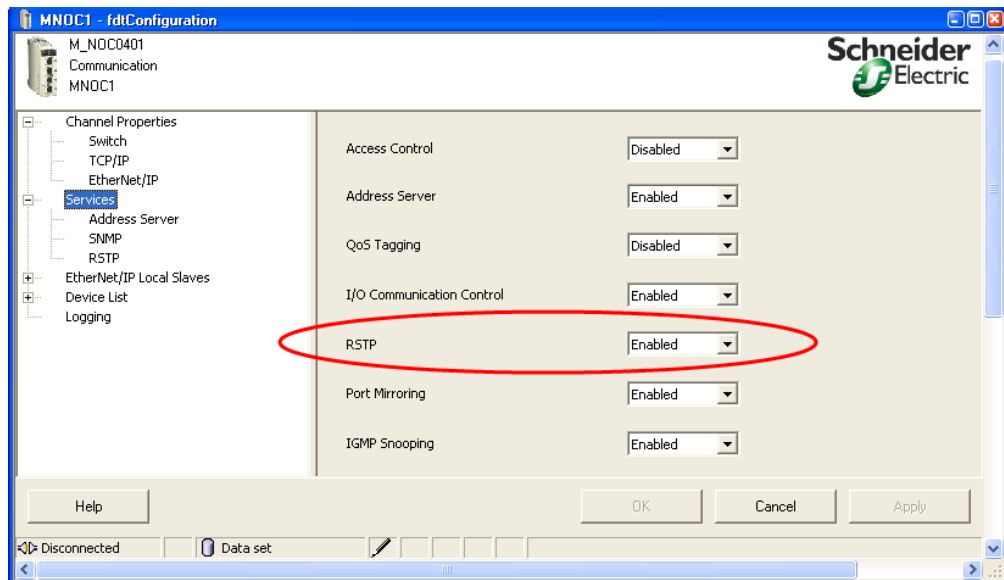 MNOC1 - fdtConfiguration
M_NOC0401
Communication
MNOC1
Schneider
Electric
Channel Properties
Switch
TCP/IP
EtherNet/IP
Services
Address Server
SNMP
RSTP
EtherNet/IP Local Slaves
Device List
Logging
Access Control Disabled
Address Server Enabled
QoS Tagging Disabled
I/O Communication Control Enabled
RSTP Enabled
Port Mirroring Enabled
IGMP Snooping Enabled
Help OK Cancel Apply
Disconnected Data set